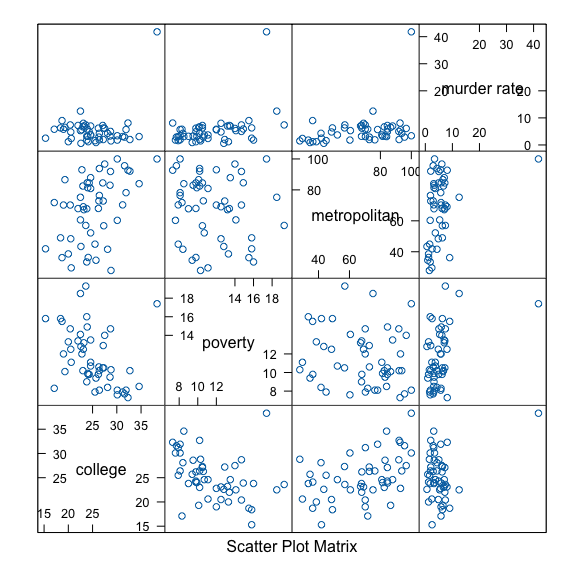 40 20 30 40
30
murder rate 20
10
0 10 20 0
100 80 100
80
metropolitan 60
40
40 60
18 14 16 18
16
14
poverty
12
10
8
8 10 12
25 30 35
35
30
college
25 25
20
15 20 25 15
Scatter Plot Matrix